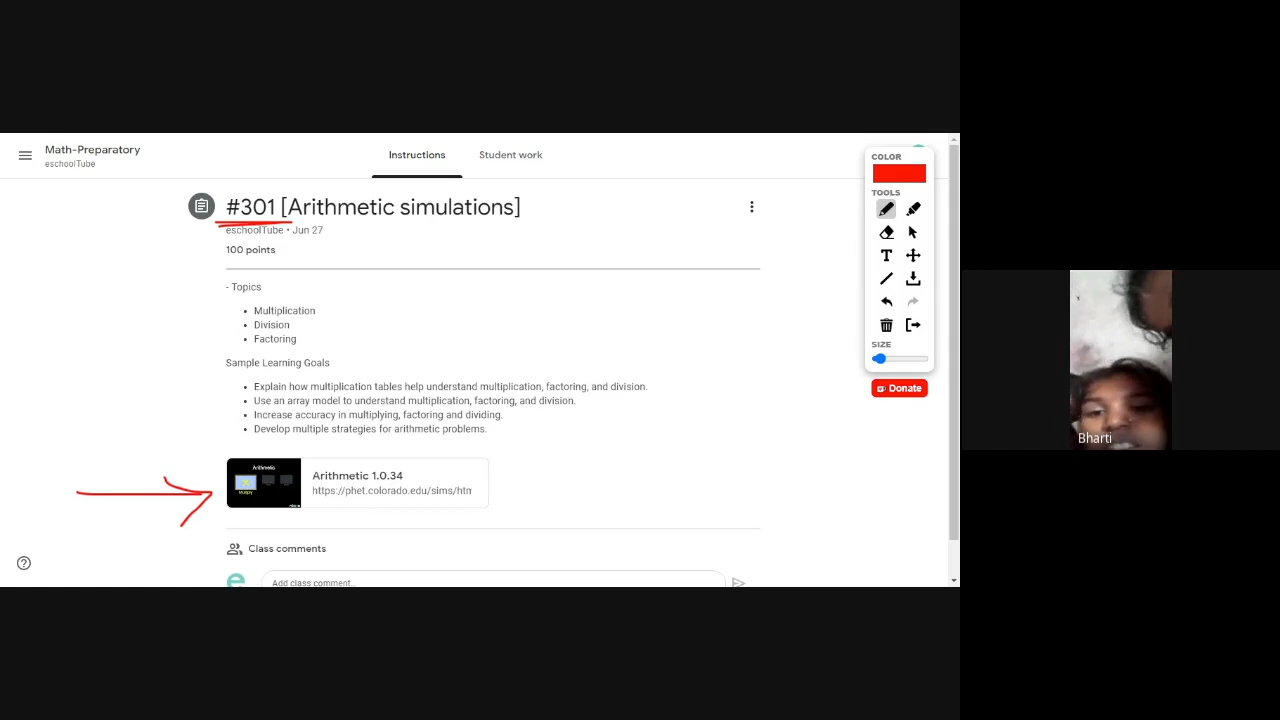 Math-Preparatory
eschoolTube
Instructions
Student work
#301 [Arithmetic simulations]
eschoolTube • Jun 27
100 points
- Topics
• Multiplication
• Division
• Factoring
Sample Learning Goals
• Explain how multiplication tables help understand multiplication, factoring, and division.
• Use an array model to understand multiplication, factoring, and division.
• Increase accuracy in multiplying, factoring and dividing.
• Develop multiple strategies for arithmetic problems.
Arithmetic
Multiply
Arithmetic 1.0.34
https://phet.colorado.edu/sims/htm
Class comments
Add class comment...
COLOR
TOOLS
T
SIZE
Donate
Bharti